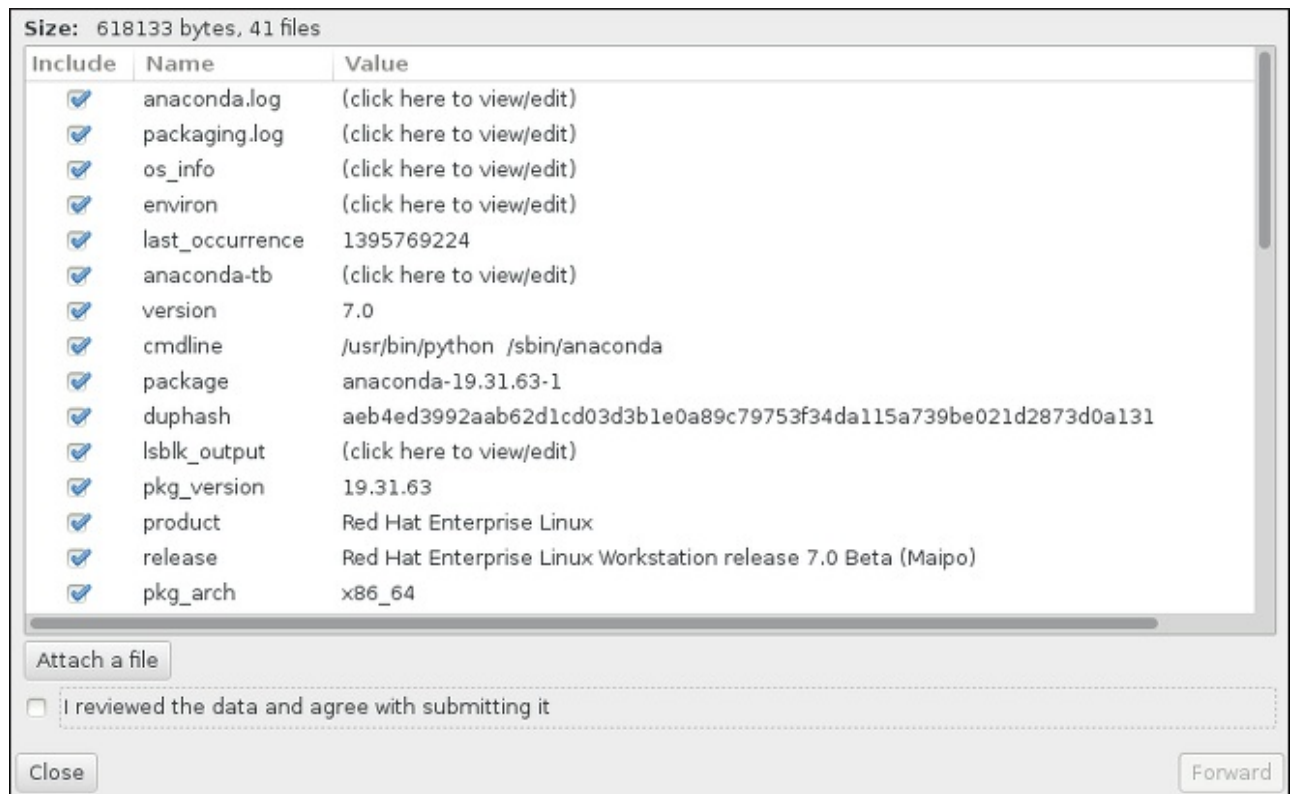 Size: 618133 bytes, 41 files
Include Name Value
anaconda.log (click here to view/edit)
packaging.log (click here to view/edit)
os_info (click here to view/edit)
environ (click here to view/edit)
last_occurrence 1395769224
anaconda-tb (click here to view/edit)
version 7.0
cmdline /usr/bin/python /sbin/anaconda
package anaconda-19.31.63-1
duphash aeb4ed3992aab62d1cd03d3b1e0a89c79753f34da115a739be021d2873d0a131
lsblk_output (click here to view/edit)
pkg_version 19.31.63
product Red Hat Enterprise Linux
release Red Hat Enterprise Linux Workstation release 7.0 Beta (Maipo)
pkg_arch x86_64
Attach a file
I reviewed the data and agree with submitting it
Close Forward